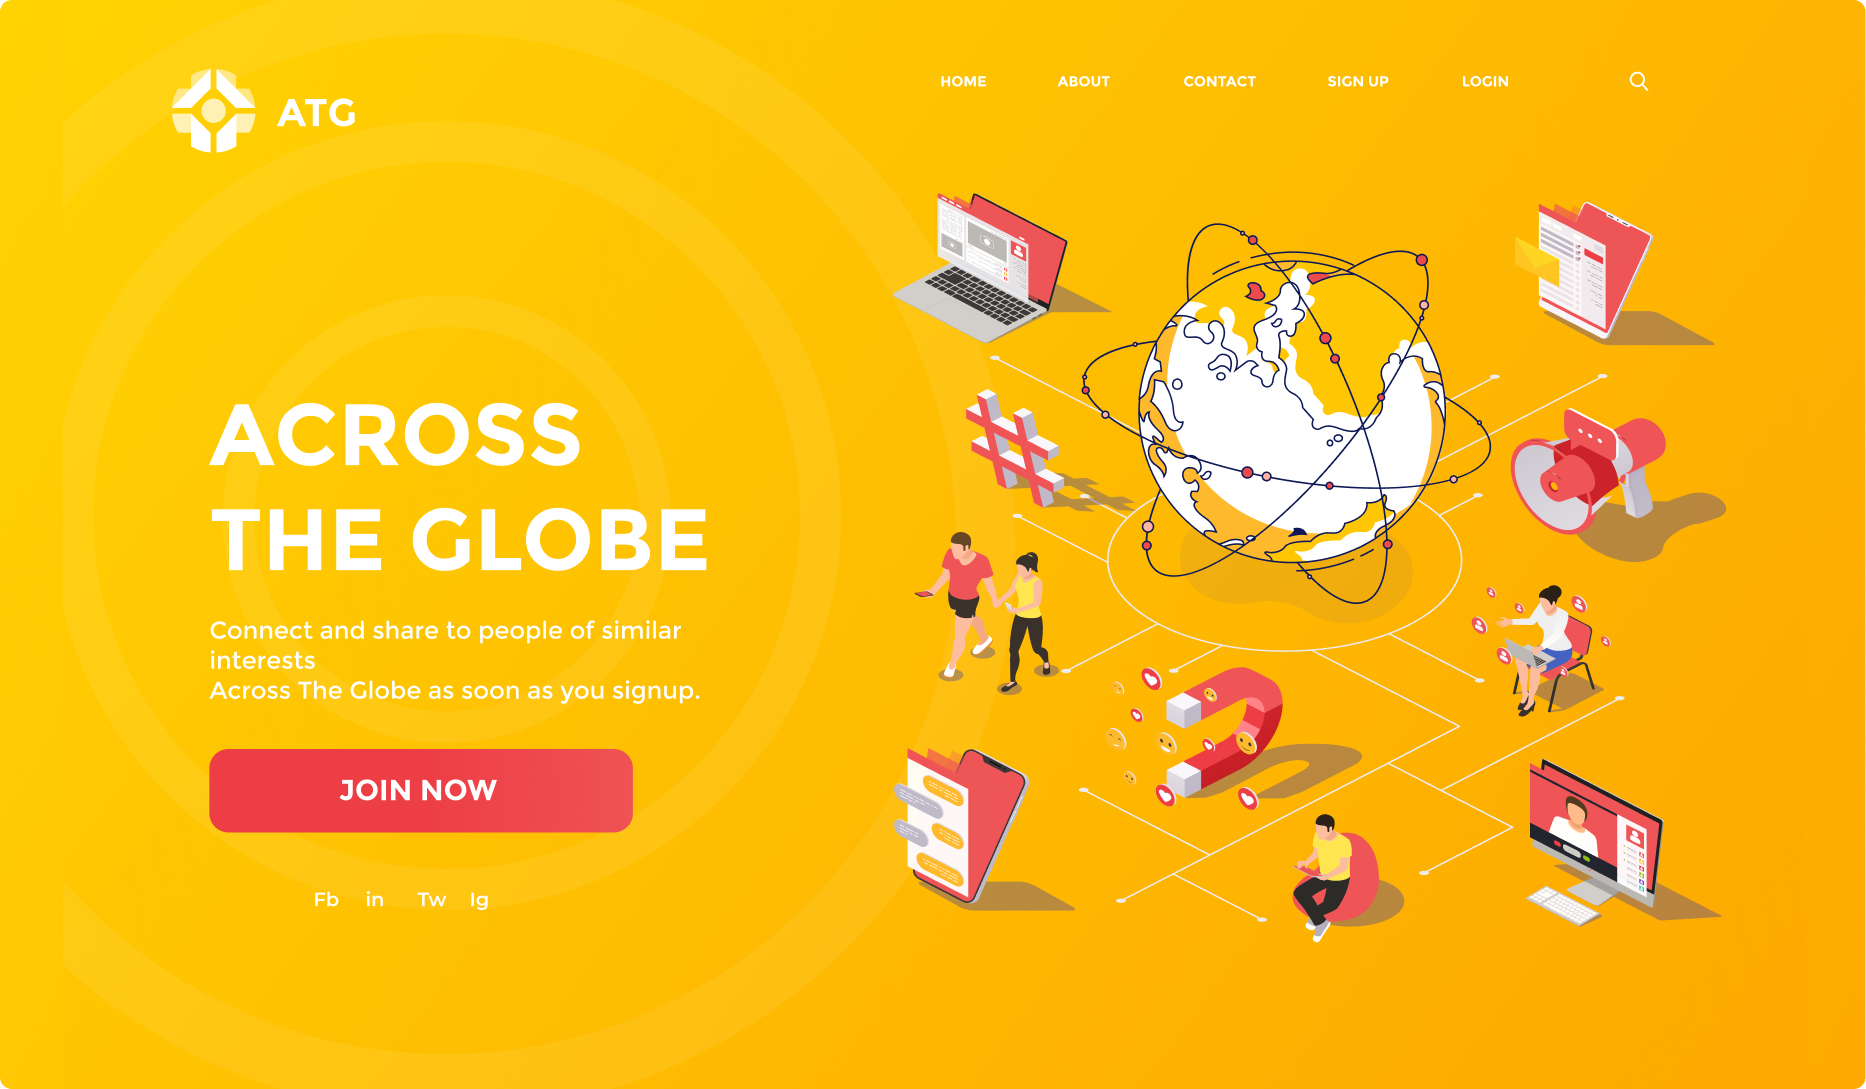 ATG
HOME ABOUT CONTACT SIGN UP LOGIN
ACROSS
THE GLOBE
Connect and share to people of similar
interests
Across The Globe as soon as you signup.
JOIN NOW
Fb in Tw Ig